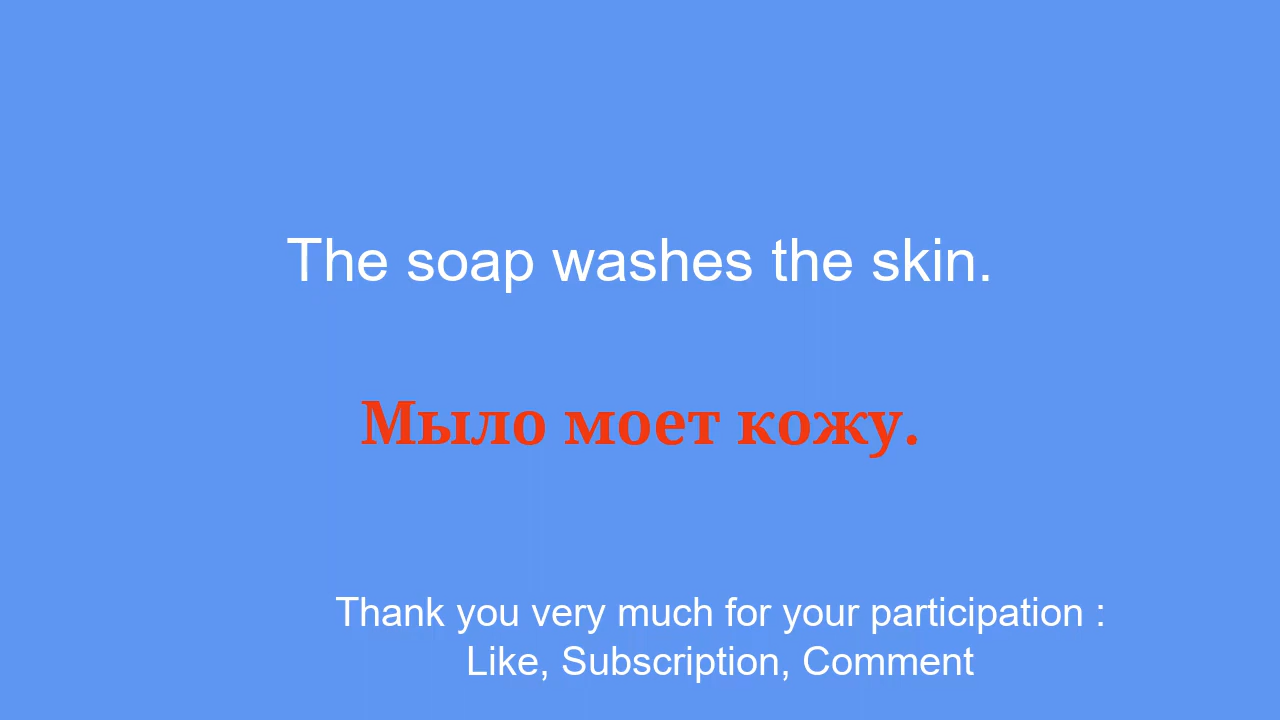 The soap washes the skin.
Мыло моет кожу.
Thank you very much for your participation :
Like, Subscription, Comment